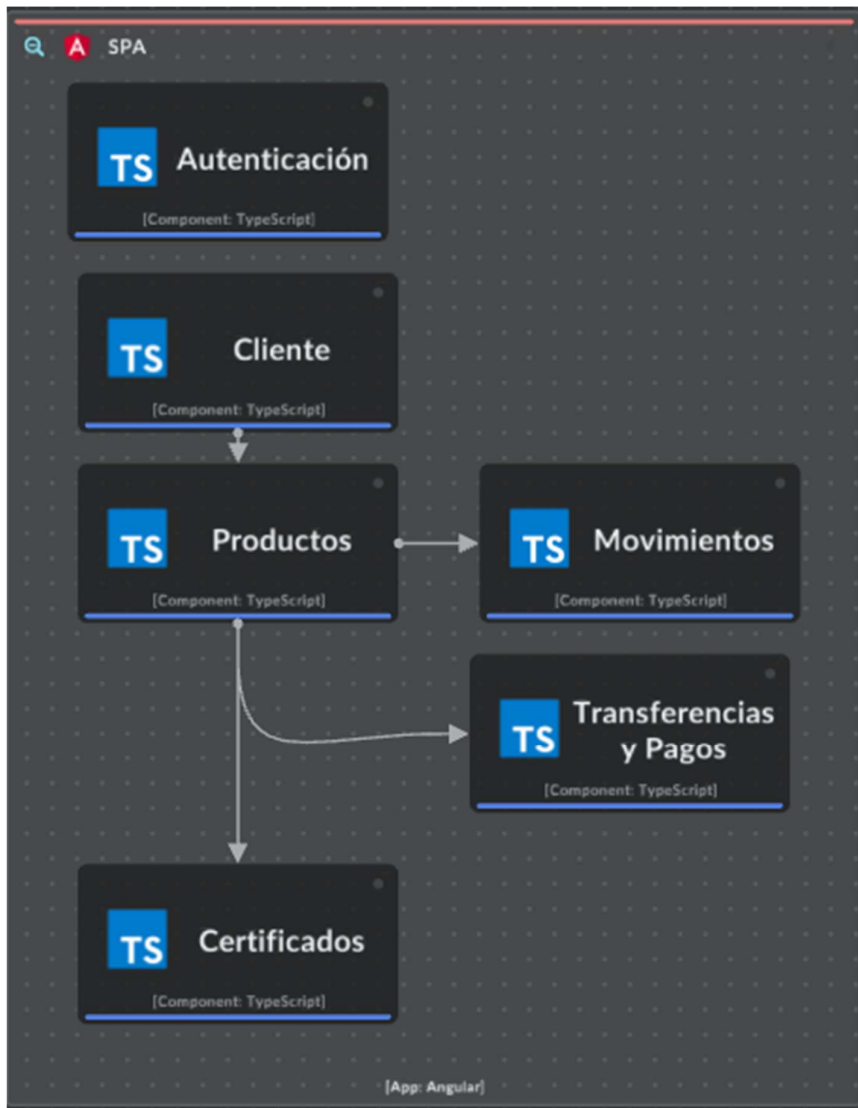 SPA
TS
Autenticación
[Component: TypeScript]
TS
Cliente
[Component: TypeScript]
TS
Productos
[Component: TypeScript]
TS
Movimientos
[Component: TypeScript]
TS
Transferencias
y Pagos
[Component: TypeScript]
TS
Certificados
[Component: TypeScript]
[App: Angular]